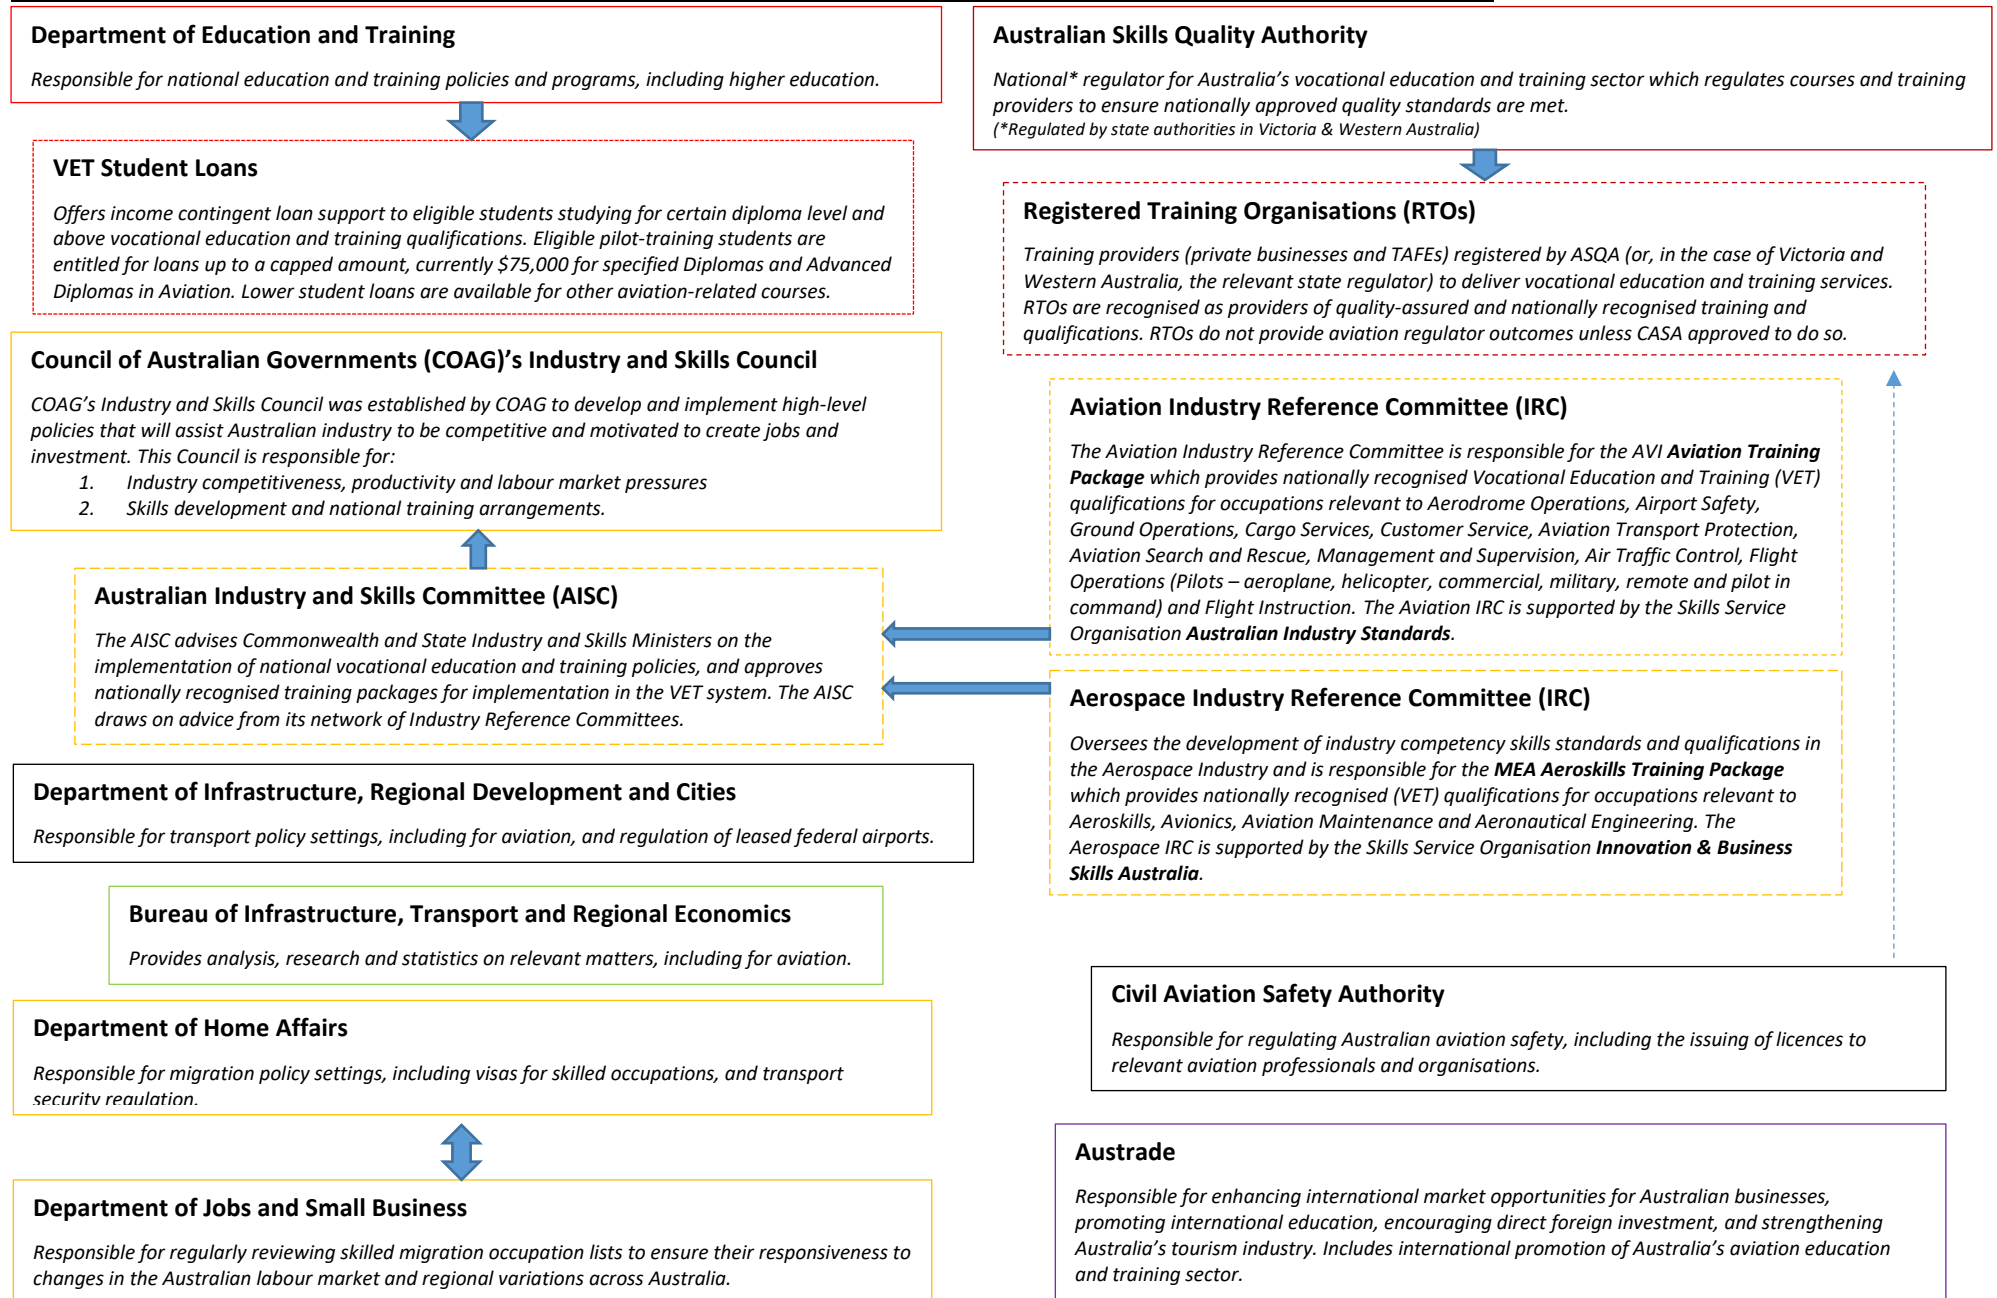 Department of Education and Training
Responsible for national education and training policies and programs, including higher education.
VET Student Loans
Offers income contingent loan support to eligible students studying for certain diploma level and
above vocational education and training qualifications. Eligible pilot-training students are
entitled for loans up to a capped amount, currently $75,000 for specified Diplomas and Advanced
Diplomas in Aviation. Lower student loans are available for other aviation-related courses.
Council of Australian Governments (COAG)’s Industry and Skills Council
COAG’s Industry and Skills Council was established by COAG to develop and implement high-level
policies that will assist Australian industry to be competitive and motivated to create jobs and
investment. This Council is responsible for:
1. Industry competitiveness, productivity and labour market pressures
2. Skills development and national training arrangements.
Australian Industry and Skills Committee (AISC)
The AISC advises Commonwealth and State Industry and Skills Ministers on the
implementation of national vocational education and training policies, and approves
nationally recognised training packages for implementation in the VET system. The AISC
draws on advice from its network of Industry Reference Committees.
Department of Infrastructure, Regional Development and Cities
Responsible for transport policy settings, including for aviation, and regulation of leased federal airports.
Bureau of Infrastructure, Transport and Regional Economics
Provides analysis, research and statistics on relevant matters, including for aviation.
Department of Home Affairs
Responsible for migration policy settings, including visas for skilled occupations, and transport
security regulation.
Department of Jobs and Small Business
Responsible for regularly reviewing skilled migration occupation lists to ensure their responsiveness to
changes in the Australian labour market and regional variations across Australia.
Australian Skills Quality Authority
National* regulator for Australia’s vocational education and training sector which regulates courses and training
providers to ensure nationally approved quality standards are met.
(*Regulated by state authorities in Victoria & Western Australia)
Registered Training Organisations (RTOs)
Training providers (private businesses and TAFEs) registered by ASQA (or, in the case of Victoria and
Western Australia, the relevant state regulator) to deliver vocational education and training services.
RTOs are recognised as providers of quality-assured and nationally recognised training and
qualifications. RTOs do not provide aviation regulator outcomes unless CASA approved to do so.
Aviation Industry Reference Committee (IRC)
The Aviation Industry Reference Committee is responsible for the AVI Aviation Training
Package which provides nationally recognised Vocational Education and Training (VET)
qualifications for occupations relevant to Aerodrome Operations, Airport Safety,
Ground Operations, Cargo Services, Customer Service, Aviation Transport Protection,
Aviation Search and Rescue, Management and Supervision, Air Traffic Control, Flight
Operations (Pilots – aeroplane, helicopter, commercial, military, remote and pilot in
command) and Flight Instruction. The Aviation IRC is supported by the Skills Service
Organisation Australian Industry Standards.
Aerospace Industry Reference Committee (IRC)
Oversees the development of industry competency skills standards and qualifications in
the Aerospace Industry and is responsible for the MEA Aeroskills Training Package
which provides nationally recognised (VET) qualifications for occupations relevant to
Aeroskills, Avionics, Aviation Maintenance and Aeronautical Engineering. The
Aerospace IRC is supported by the Skills Service Organisation Innovation & Business
Skills Australia.
Civil Aviation Safety Authority
Responsible for regulating Australian aviation safety, including the issuing of licences to
relevant aviation professionals and organisations.
Austrade
Responsible for enhancing international market opportunities for Australian businesses,
promoting international education, encouraging direct foreign investment, and strengthening
Australia’s tourism industry. Includes international promotion of Australia’s aviation education
and training sector.